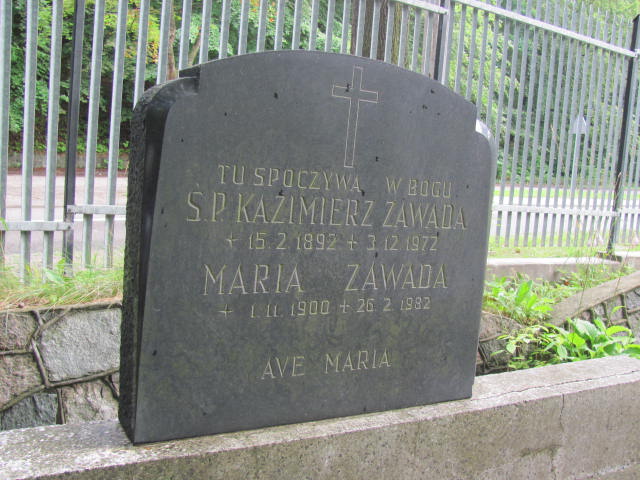 TU SPOCZYWA W BOGU
Ś.P. KAZIMIERZ ZAWADA
+ 15.2.1892 + 3.12.1972
MARIA ZAWADA
+ 1.11.1900 + 26.2.1982
AVE MARIA